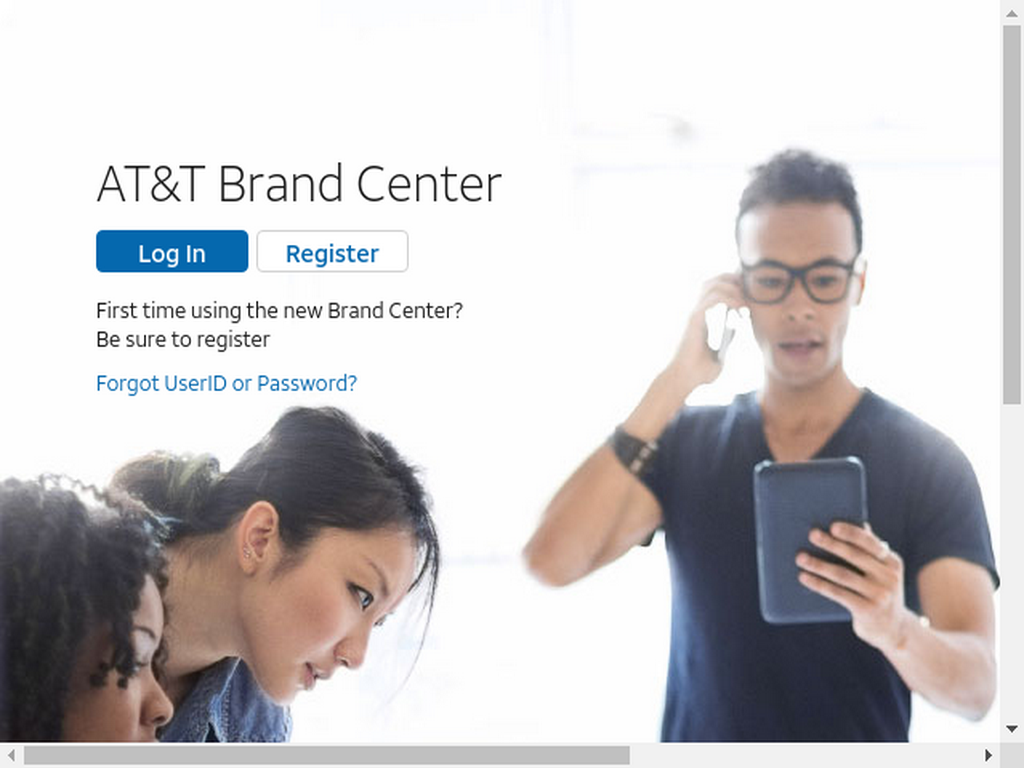 AT&T Brand Center
Log In
Register
First time using the new Brand Center?
Be sure to register
Forgot UserID or Password?